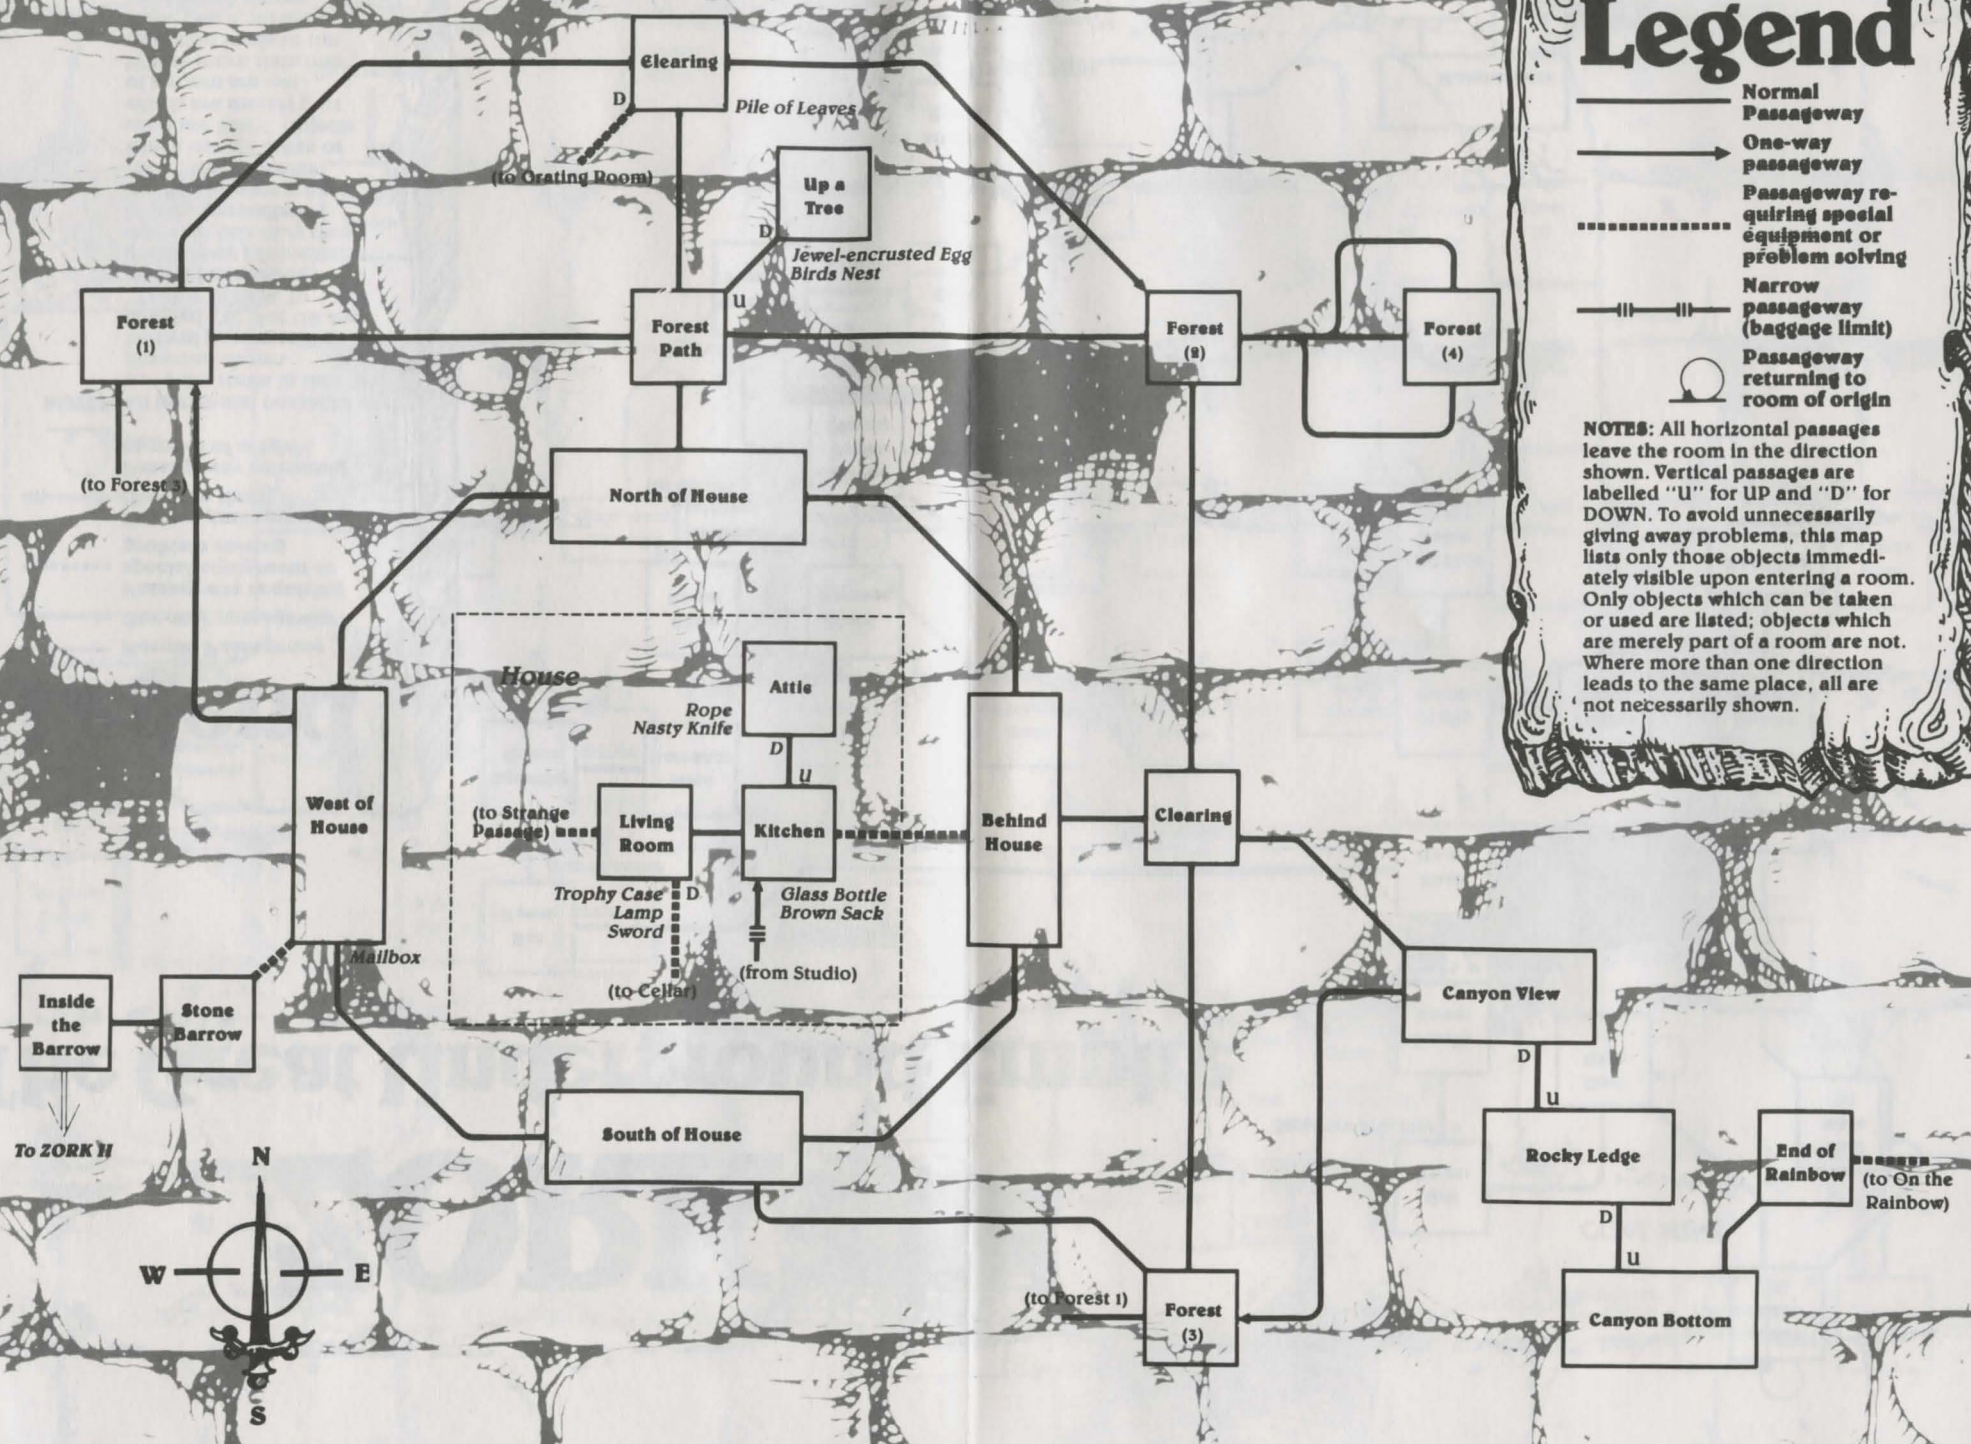 Legend
Normal
Passageway
One-way
passageway
Passageway re-
quiring special
equipment or
problem solving
Narrow
passageway
(baggage limit)
Passageway
returning to
room of origin
NOTES: All horizontal passages
leave the room in the direction
shown. Vertical passages are
labelled "U" for UP and "D" for
DOWN. To avoid unnecessarily
giving away problems, this map
lists only those objects immedi-
ately visible upon entering a room.
Only objects which can be taken
or used are listed; objects which
are merely part of a room are not.
Where more than one direction
leads to the same place, all are
not necessarily shown.
Clearing
D
Pile of Leaves
(to Grating Room)
Up a
Tree
D
Jewel-encrusted Egg
Birds Nest
U
Forest
(1)
Forest
Path
Forest
(2)
Forest
(4)
(to Forest 3)
North of House
House
Attic
Rope
Nasty Knife
D
U
West of
House
(to Strange
Passage)
Living
Room
Kitchen
Behind
House
Clearing
Trophy Case
Lamp
Sword
D
Glass Bottle
Brown Sack
(to Cellar)
(from Studio)
Mailbox
Inside
the
Barrow
Stone
Barrow
Canyon View
D
U
To ZORK II
South of House
Rocky Ledge
End of
Rainbow
(to On the
Rainbow)
D
U
N
W
E
S
(to Forest 1)
Forest
(3)
Canyon Bottom